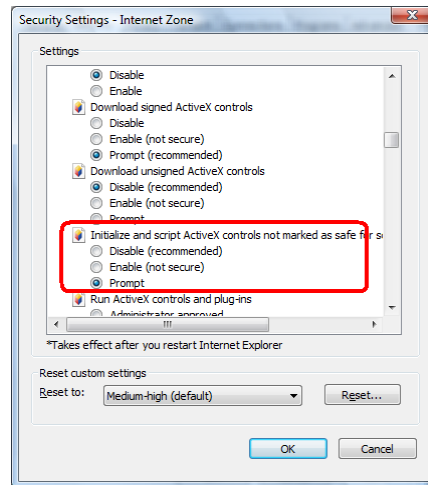 Security Settings - Internet Zone
Settings
Disable
Enable
Download signed ActiveX controls
Disable
Enable (not secure)
Prompt (recommended)
Download unsigned ActiveX controls
Disable (recommended)
Enable (not secure)
Prompt
Initialize and script ActiveX controls not marked as safe for s
Disable (recommended)
Enable (not secure)
Prompt
Run ActiveX controls and plug-ins
Administrator approved
*Takes effect after you restart Internet Explorer
Reset custom settings
Reset to:
Medium-high (default)
Reset...
OK
Cancel